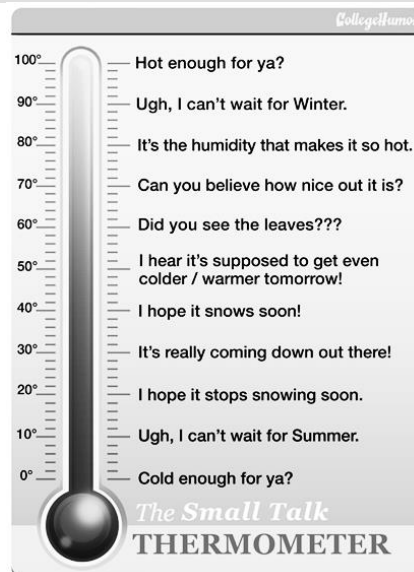 CollegeHumo
100° Hot enough for ya?
90° Ugh, I can't wait for Winter.
80° It's the humidity that makes it so hot.
70° Can you believe how nice out it is?
60° Did you see the leaves???
50° I hear it's supposed to get even
colder / warmer tomorrow!
40° I hope it snows soon!
30° It's really coming down out there!
20° I hope it stops snowing soon.
10° Ugh, I can't wait for Summer.
0° Cold enough for ya?
The Small Talk
THERMOMETER